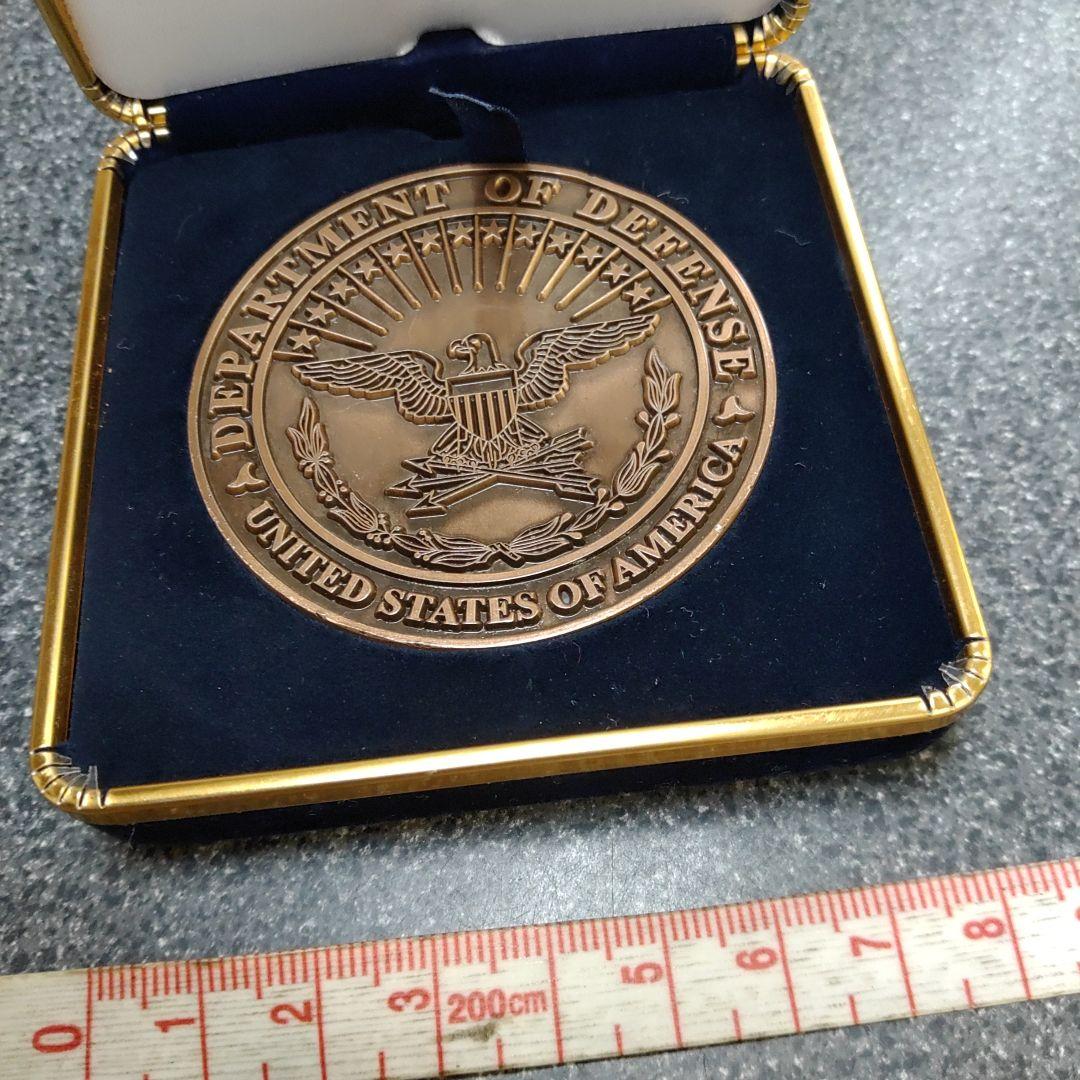 DEPARTMENT OF DEFENSE
UNITED STATES OF AMERICA
0 1 2 3 200cm 5 6 7 8